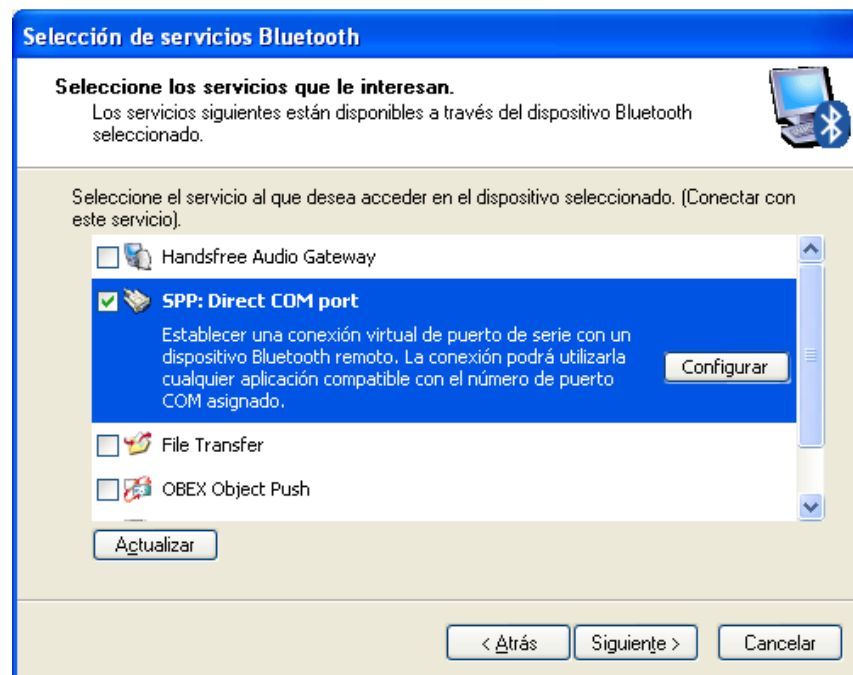 Selección de servicios Bluetooth
Seleccione los servicios que le interesan.
Los servicios siguientes están disponibles a través del dispositivo Bluetooth
seleccionado.
Seleccione el servicio al que desea acceder en el dispositivo seleccionado. (Conectar con
este servicio).
Handsfree Audio Gateway
SPP: Direct COM port
Establecer una conexión virtual de puerto de serie con un
dispositivo Bluetooth remoto. La conexión podrá utilizarla
cualquier aplicación compatible con el número de puerto
COM asignado.
Configurar
File Transfer
OBEX Object Push
Actualizar
< Atrás
Siguiente >
Cancelar